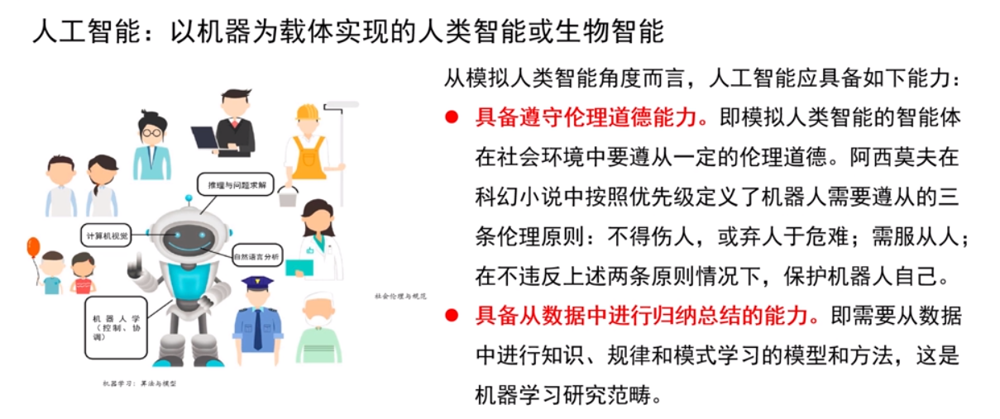 人工智能：以机器为载体实现的人类智能或生物智能
推理与问题求解
计算机视觉
自然语言分析
机器人学
（控制、协
调）
社会伦理与规范
机器学习：算法与模型
从模拟人类智能角度而言，人工智能应具备如下能力：
● 具备遵守伦理道德能力。即模拟人类智能的智能体
在社会环境中要遵从一定的伦理道德。阿西莫夫在
科幻小说中按照优先级定义了机器人需要遵从的三
条伦理原则：不得伤人，或弃人于危难；需服从人；
在不违反上述两条原则情况下，保护机器人自己。
● 具备从数据中进行归纳总结的能力。即需要从数据
中进行知识、规律和模式学习的模型和方法，这是
机器学习研究范畴。